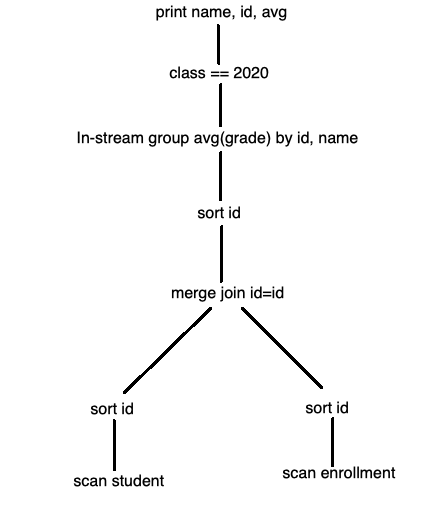 print name, id, avg
class == 2020
In-stream group avg(grade) by id, name
sort id
merge join id=id
sort id
sort id
scan student
scan enrollment